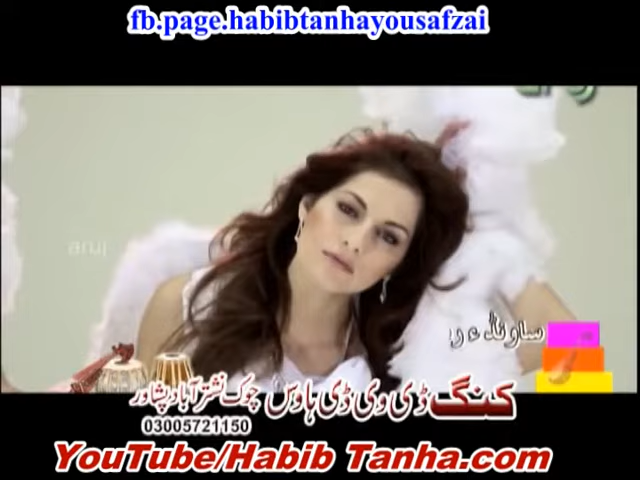 fb.page.habibtanhayousafzai
aruj
ساونڈ ء ر
کنگ ڈی وی ڈی ہاوس چوک نشتر آباد پشاور
03005721150
YouTube/Habib Tanha.com